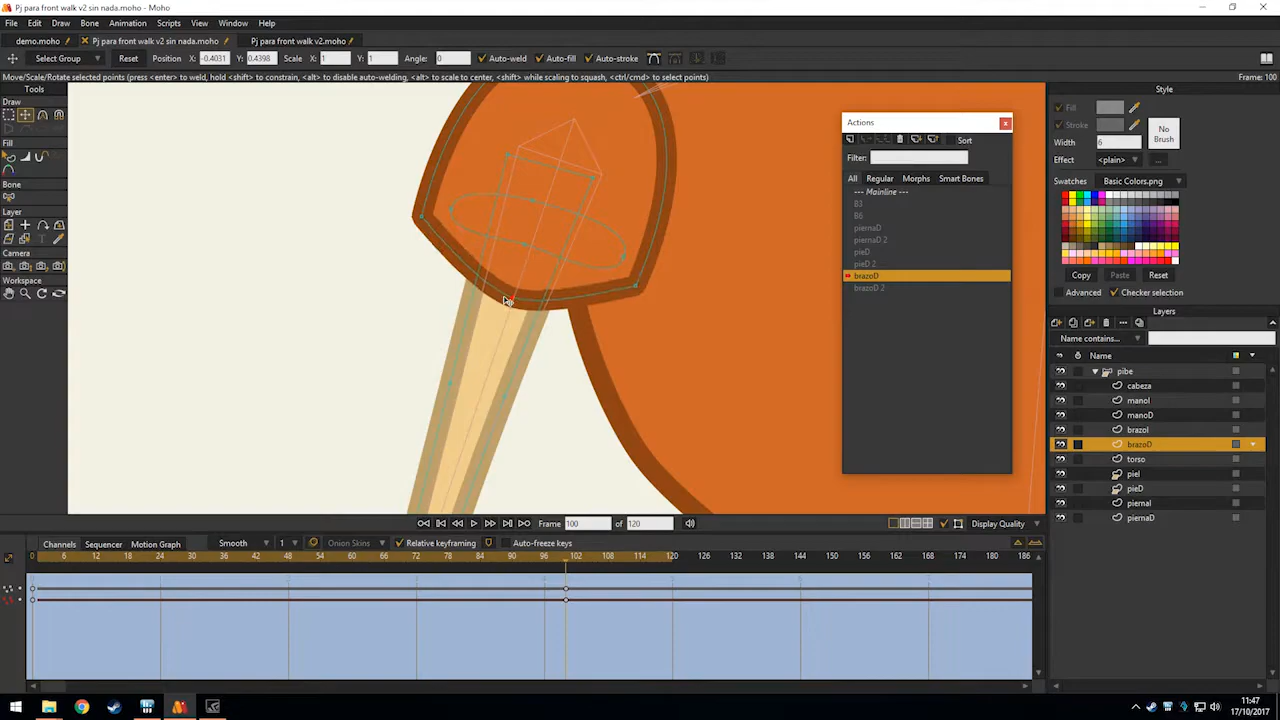 Pj para front walk v2 sin nada.moho - Moho
File Edit Draw Bone Animation Scripts View Window Help
demo.moho Pj para front walk v2 sin nada.moho Pj para front walk v2.moho
Select Group Reset Position X: -0.4031 Y: 0.4398 Scale X: 1 Y: 1 Angle: 0 Auto-weld Auto-fill Auto-stroke
Move/Scale/Rotate selected points (press <enter> to weld, hold <shift> to constrain, <alt> to disable auto-welding, <alt> to scale to center, <shift> while scaling to squash, <ctrl/cmd> to select points) Frame: 100
Tools
Draw
Fill
Bone
Layer
Camera
Workspace
Actions
Sort
Filter:
All Regular Morphs Smart Bones
--- Mainline ---
B3
B6
piernaD
piernaD 2
pieD
pieD 2
brazoD
brazoD 2
Style
Fill
Stroke
No Brush
Width 6
Effect <plain> ...
Swatches Basic Colors.png
Copy Paste Reset
Advanced Checker selection
Layers
Name contains...
Name
pibe
cabeza
manoI
manoD
brazoI
brazoD
torso
pieI
pieD
piernaI
piernaD
Frame 100 of 120 Display Quality
Channels Sequencer Motion Graph Smooth 1 Onion Skins Relative keyframing Auto-freeze keys
0 6 12 18 24 30 36 42 48 54 60 66 72 78 84 90 96 102 108 114 120 126 132 138 144 150 156 162 168 174 180 186
11:47
17/10/2017